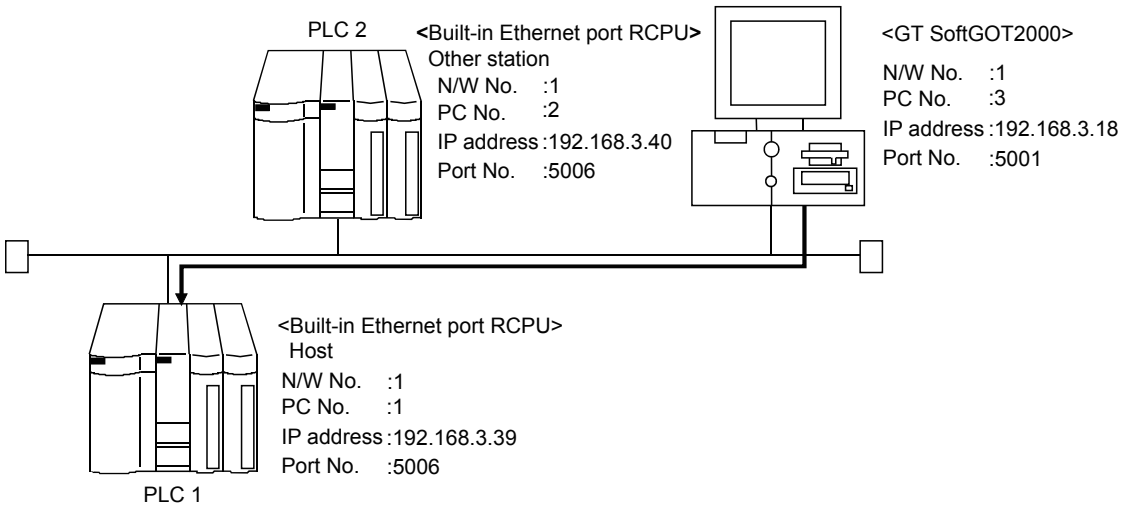 PLC 2
<Built-in Ethernet port RCPU>
Other station
N/W No. :1
PC No. :2
IP address :192.168.3.40
Port No. :5006
<GT SoftGOT2000>
N/W No. :1
PC No. :3
IP address :192.168.3.18
Port No. :5001
<Built-in Ethernet port RCPU>
Host
N/W No. :1
PC No. :1
IP address :192.168.3.39
Port No. :5006
PLC 1